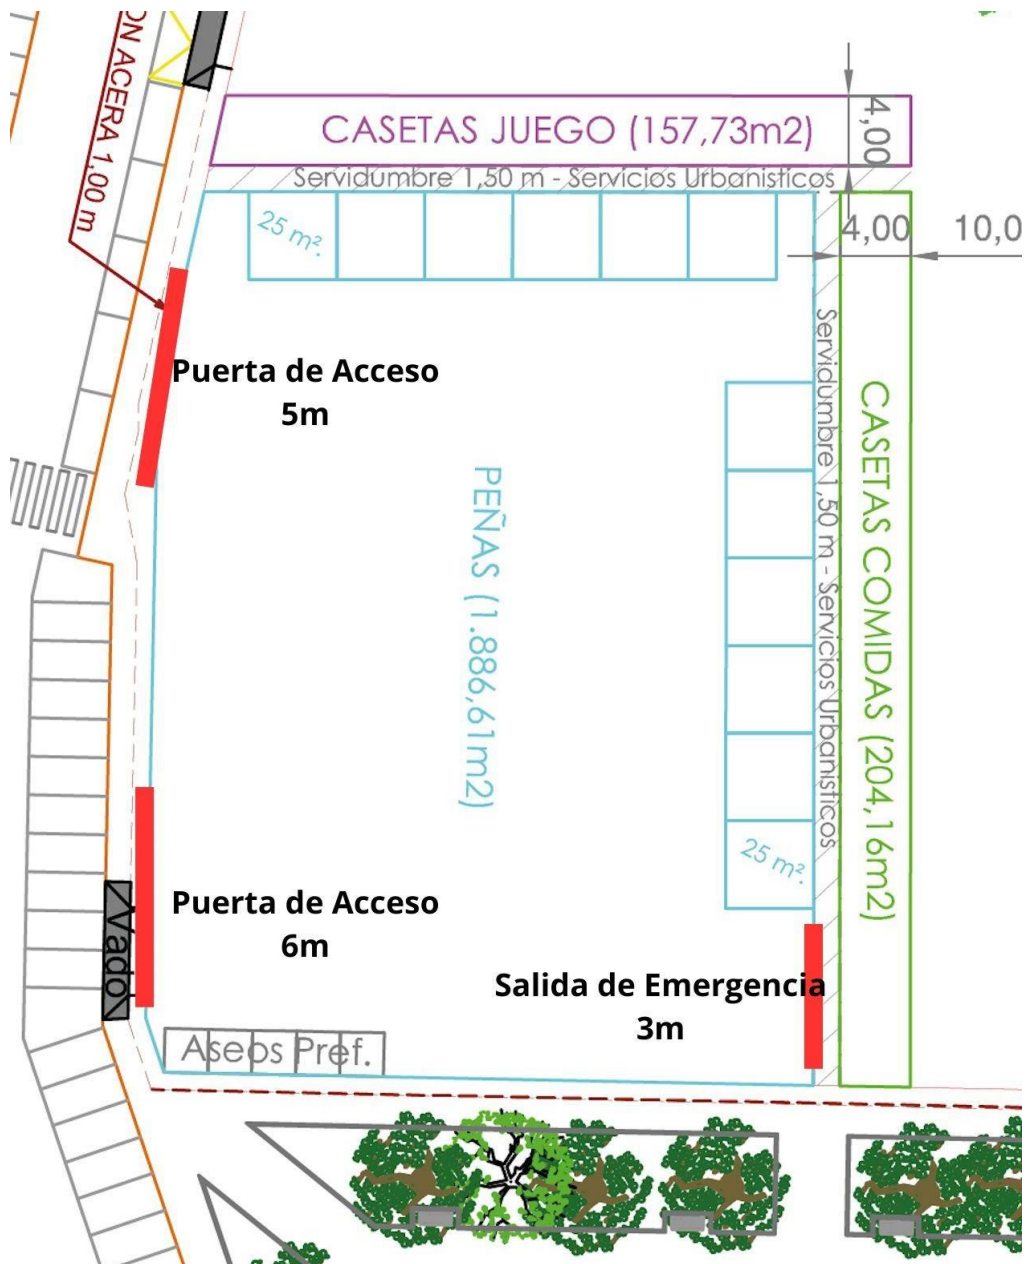 ON ACERA 1,00 m
CASETAS JUEGO (157,73m2)
4,00
Servidumbre 1,50 m - Servicios Urbanisticos
25 m².
4,00
10,0
Puerta de Acceso
5m
PEÑAS (1.886,61m2)
Servidumbre 1,50 m - Servicios Urbanisticos
CASETAS COMIDAS (204,16m2)
25 m².
Puerta de Acceso
6m
Vado
Salida de Emergencia
3m
Aseos Pref.